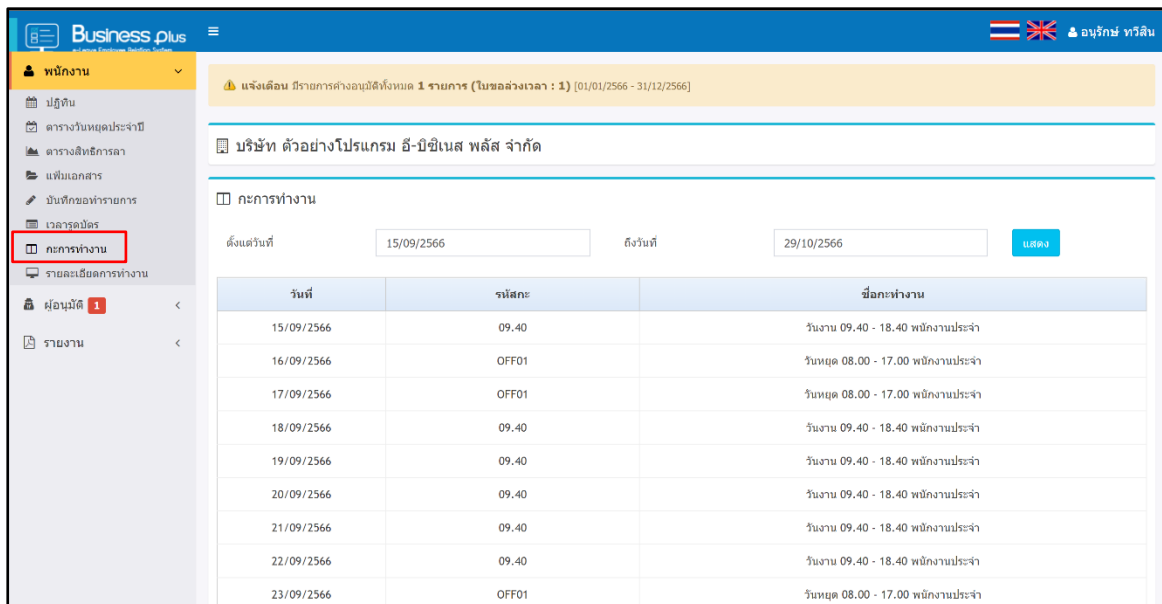 Business plus
e-Leave Employee Relation System
อนุรักษ์ ทวีสิน
พนักงาน
ปฏิทิน
ตารางวันหยุดประจำปี
ตารางสิทธิการลา
แฟ้มเอกสาร
บันทึกขอทำรายการ
เวลารูดบัตร
กะการทำงาน
รายละเอียดการทำงาน
ผู้อนุมัติ 1
รายงาน
แจ้งเตือน มีรายการค้างอนุมัติทั้งหมด 1 รายการ (ใบขอล่วงเวลา : 1) [01/01/2566 - 31/12/2566]
บริษัท ตัวอย่างโปรแกรม อี-บิซิเนส พลัส จำกัด
กะการทำงาน
ตั้งแต่วันที่ 15/09/2566 ถึงวันที่ 29/10/2566 แสดง
วันที่ รหัสกะ ชื่อกะทำงาน
15/09/2566 09.40 วันงาน 09.40 - 18.40 พนักงานประจำ
16/09/2566 OFF01 วันหยุด 08.00 - 17.00 พนักงานประจำ
17/09/2566 OFF01 วันหยุด 08.00 - 17.00 พนักงานประจำ
18/09/2566 09.40 วันงาน 09.40 - 18.40 พนักงานประจำ
19/09/2566 09.40 วันงาน 09.40 - 18.40 พนักงานประจำ
20/09/2566 09.40 วันงาน 09.40 - 18.40 พนักงานประจำ
21/09/2566 09.40 วันงาน 09.40 - 18.40 พนักงานประจำ
22/09/2566 09.40 วันงาน 09.40 - 18.40 พนักงานประจำ
23/09/2566 OFF01 วันหยุด 08.00 - 17.00 พนักงานประจำ